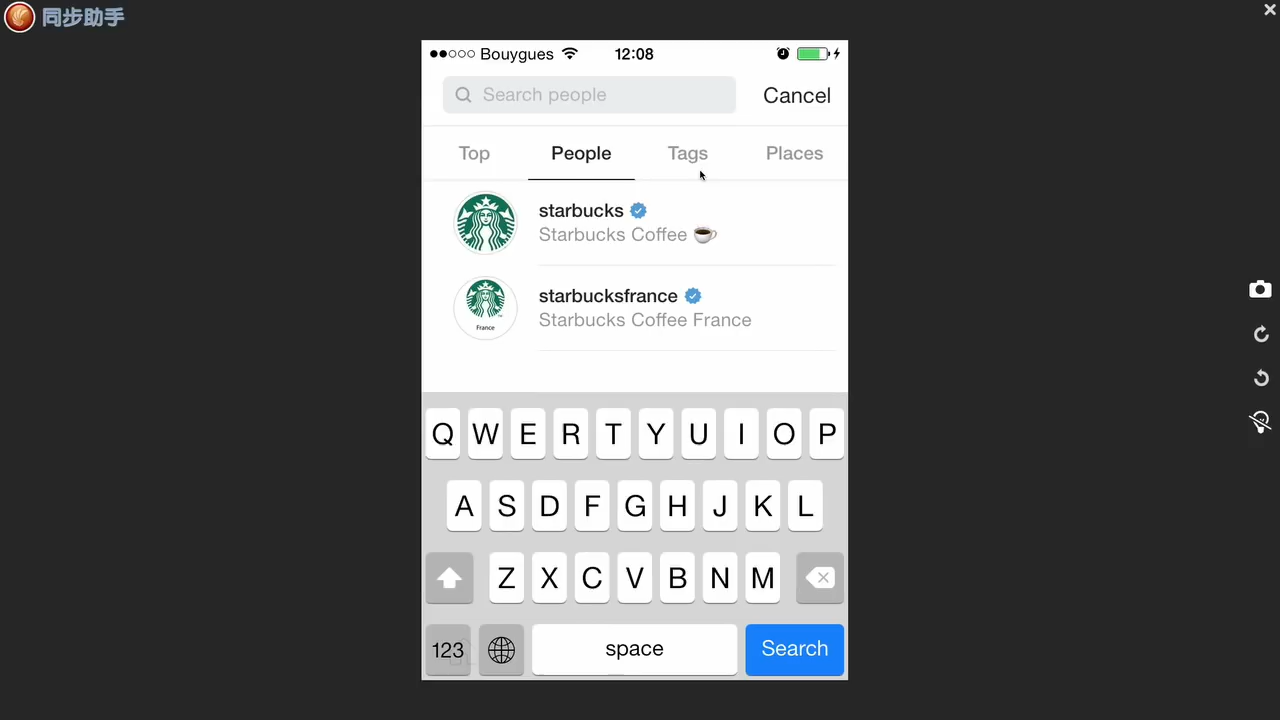 同步助手
Bouygues 12:08
Search people Cancel
Top People Tags Places
starbucks
Starbucks Coffee
starbucksfrance
Starbucks Coffee France
France
Q W E R T Y U I O P
A S D F G H J K L
Z X C V B N M
123 space Search